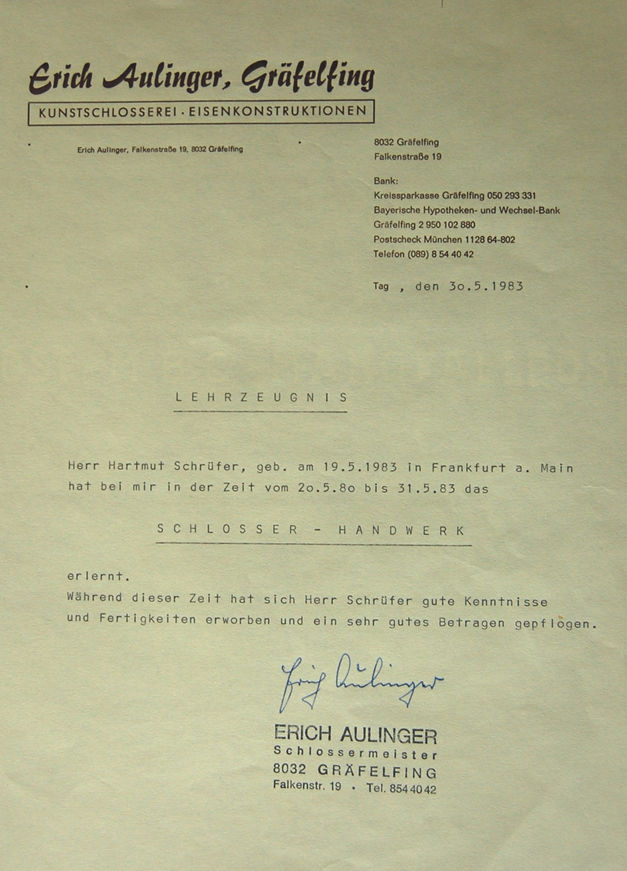 Erich Aulinger, Gräfelfing
KUNSTSCHLOSSEREI · EISENKONSTRUKTIONEN
Erich Aulinger, Falkenstraße 19, 8032 Gräfelfing
8032 Gräfelfing
Falkenstraße 19
Bank:
Kreissparkasse Gräfelfing 050 293 331
Bayerische Hypotheken- und Wechsel-Bank
Gräfelfing 2 950 102 880
Postscheck München 1128 64-802
Telefon (089) 8 54 40 42
Tag , den 3o.5.1983
L E H R Z E U G N I S
Herr Hartmut Schrüfer, geb. am 19.5.1983 in Frankfurt a. Main
hat bei mir in der Zeit vom 2o.5.8o bis 31.5.83 das
S C H L O S S E R - H A N D W E R K
erlernt.
Während dieser Zeit hat sich Herr Schrüfer gute Kenntnisse
und Fertigkeiten erworben und ein sehr gutes Betragen gepflogen.
Erich Aulinger
ERICH AULINGER
Schlossermeister
8032 GRÄFELFING
Falkenstr. 19 · Tel. 854 40 42